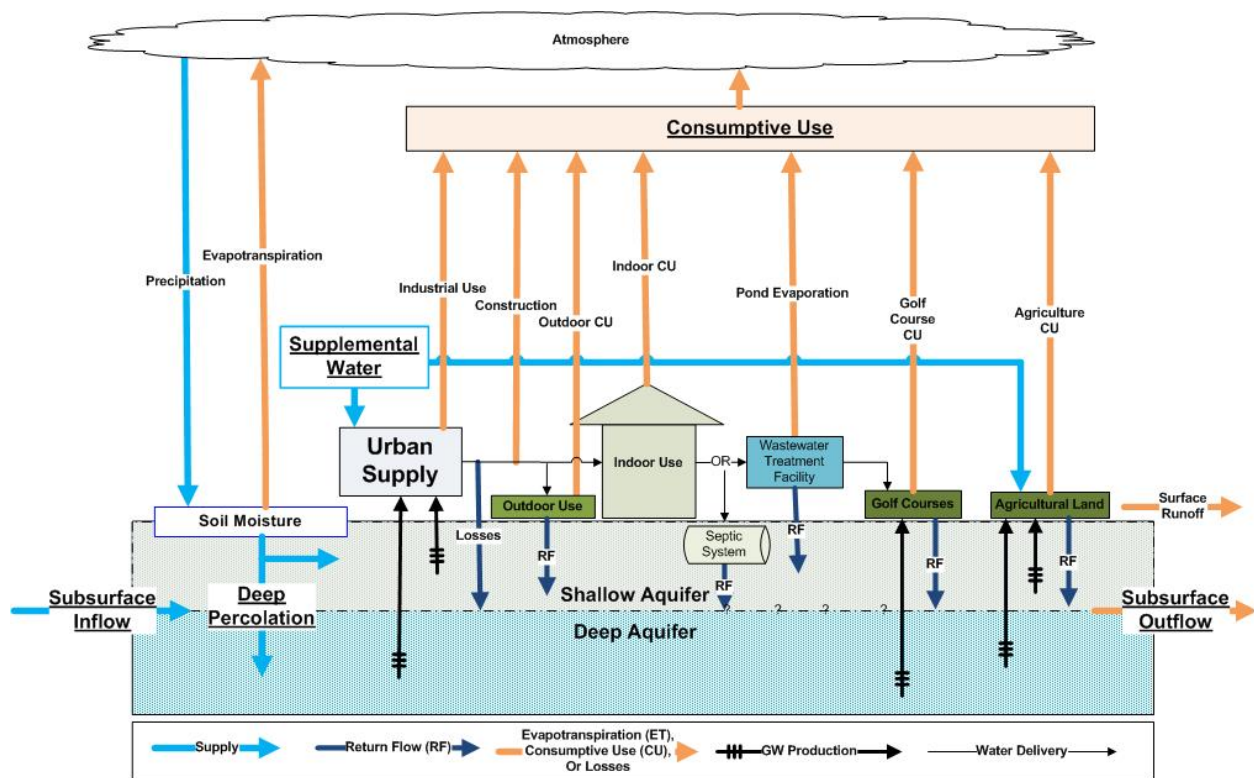 Atmosphere
Consumptive Use
Evapotranspiration
Precipitation
Indoor CU
Industrial Use
Pond Evaporation
Construction
Golf
Course
CU
Agriculture
CU
Outdoor CU
Supplemental
Water
Urban
Supply
Indoor Use
OR
Wastewater
Treatment
Facility
Outdoor Use
Golf Courses
Agricultural Land
Surface
Runoff
Soil Moisture
Losses
RF
Septic
System
RF
RF
RF
RF
Shallow Aquifer
Subsurface
Inflow
Deep
Percolation
? ? ? ?
Deep Aquifer
Subsurface
Outflow
Supply
Return Flow (RF)
Evapotranspiration (ET),
Consumptive Use (CU),
Or Losses
GW Production
Water Delivery